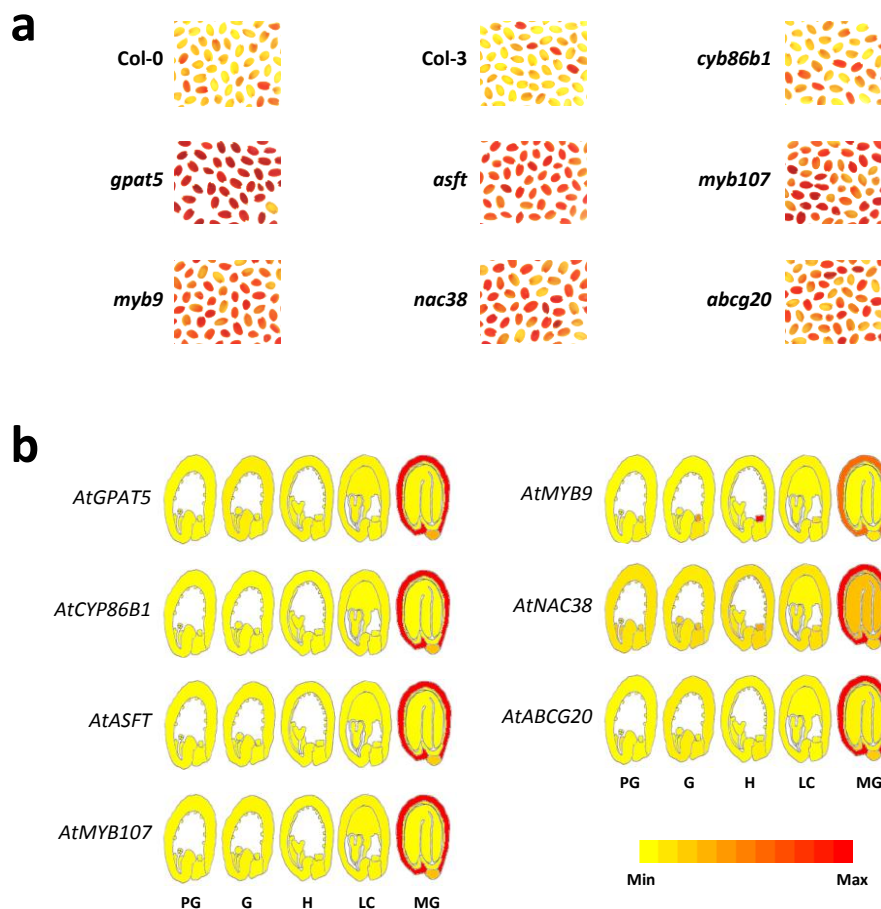 a
Col-0
Col-3
cyb86b1
gpat5
asft
myb107
myb9
nac38
abcg20
b
AtGPAT5
AtMYB9
AtCYP86B1
AtNAC38
AtASFT
AtABCG20
PG G H LC MG
AtMYB107
Min Max
PG G H LC MG